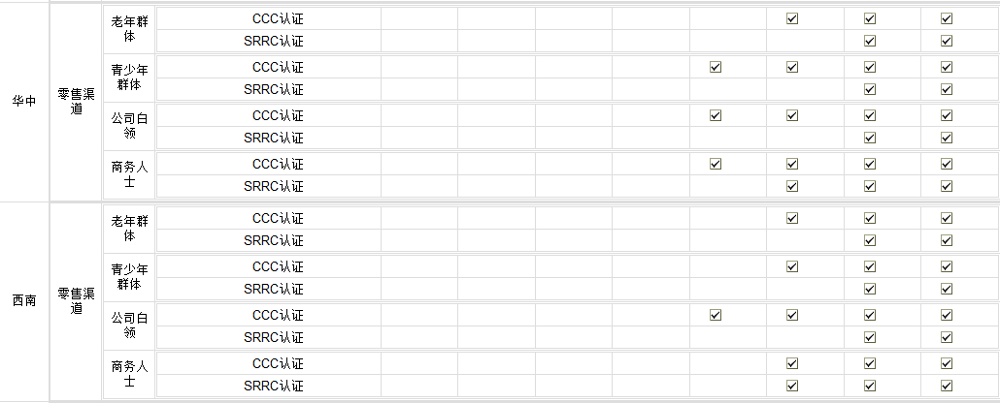 华中
零售渠
道
老年群
体
CCC认证
SRRC认证
青少年
群体
CCC认证
SRRC认证
公司白
领
CCC认证
SRRC认证
商务人
士
CCC认证
SRRC认证
西南
零售渠
道
老年群
体
CCC认证
SRRC认证
青少年
群体
CCC认证
SRRC认证
公司白
领
CCC认证
SRRC认证
商务人
士
CCC认证
SRRC认证